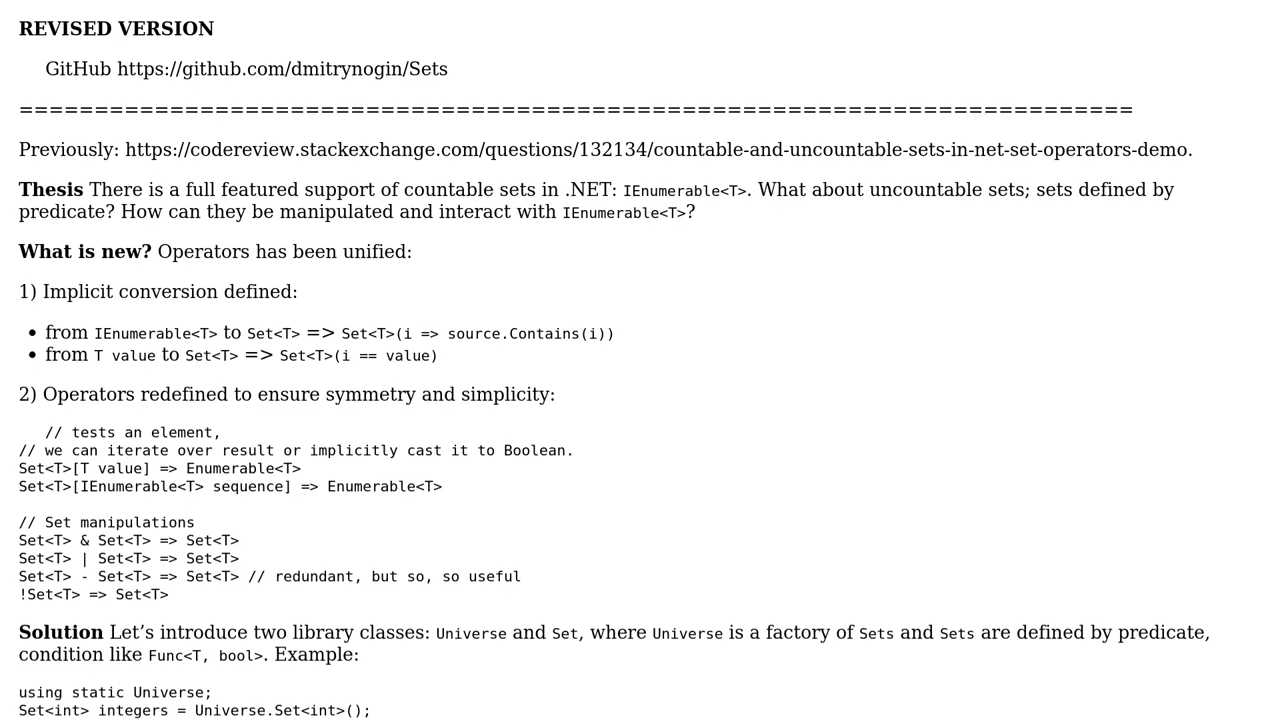 REVISED VERSION
GitHub https://github.com/dmitrynogin/Sets
===========================================================================
Previously: https://codereview.stackexchange.com/questions/132134/countable-and-uncountable-sets-in-net-set-operators-demo.
Thesis There is a full featured support of countable sets in .NET: IEnumerable<T>. What about uncountable sets; sets defined by
predicate? How can they be manipulated and interact with IEnumerable<T>?
What is new? Operators has been unified:
1) Implicit conversion defined:
• from IEnumerable<T> to Set<T> => Set<T>(i => source.Contains(i))
• from T value to Set<T> => Set<T>(i == value)
2) Operators redefined to ensure symmetry and simplicity:
// tests an element,
// we can iterate over result or implicitly cast it to Boolean.
Set<T>[T value] => Enumerable<T>
Set<T>[IEnumerable<T> sequence] => Enumerable<T>
// Set manipulations
Set<T> & Set<T> => Set<T>
Set<T> | Set<T> => Set<T>
Set<T> - Set<T> => Set<T> // redundant, but so, so useful
!Set<T> => Set<T>
Solution Let’s introduce two library classes: Universe and Set, where Universe is a factory of Sets and Sets are defined by predicate,
condition like Func<T, bool>. Example:
using static Universe;
Set<int> integers = Universe.Set<int>();